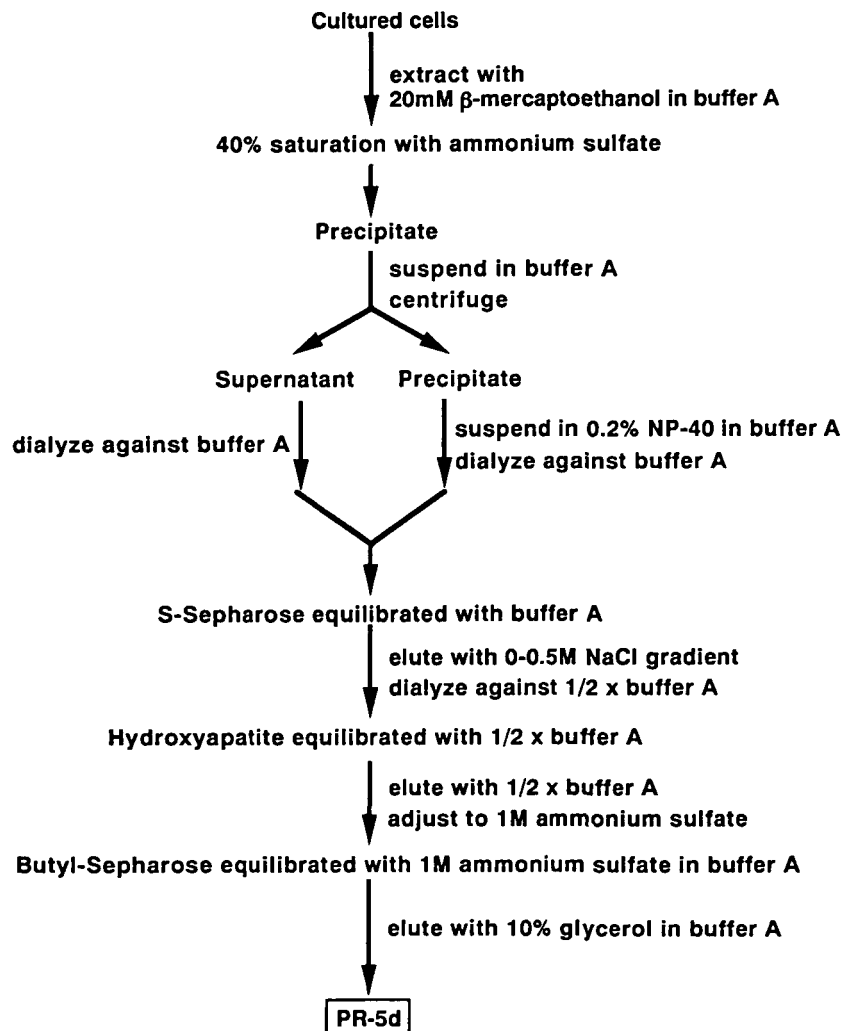 Cultured cells
extract with
20mM β-mercaptoethanol in buffer A
40% saturation with ammonium sulfate
Precipitate
suspend in buffer A
centrifuge
Supernatant
Precipitate
dialyze against buffer A
suspend in 0.2% NP-40 in buffer A
dialyze against buffer A
S-Sepharose equilibrated with buffer A
elute with 0-0.5M NaCl gradient
dialyze against 1/2 x buffer A
Hydroxyapatite equilibrated with 1/2 x buffer A
elute with 1/2 x buffer A
adjust to 1M ammonium sulfate
Butyl-Sepharose equilibrated with 1M ammonium sulfate in buffer A
elute with 10% glycerol in buffer A
PR-5d